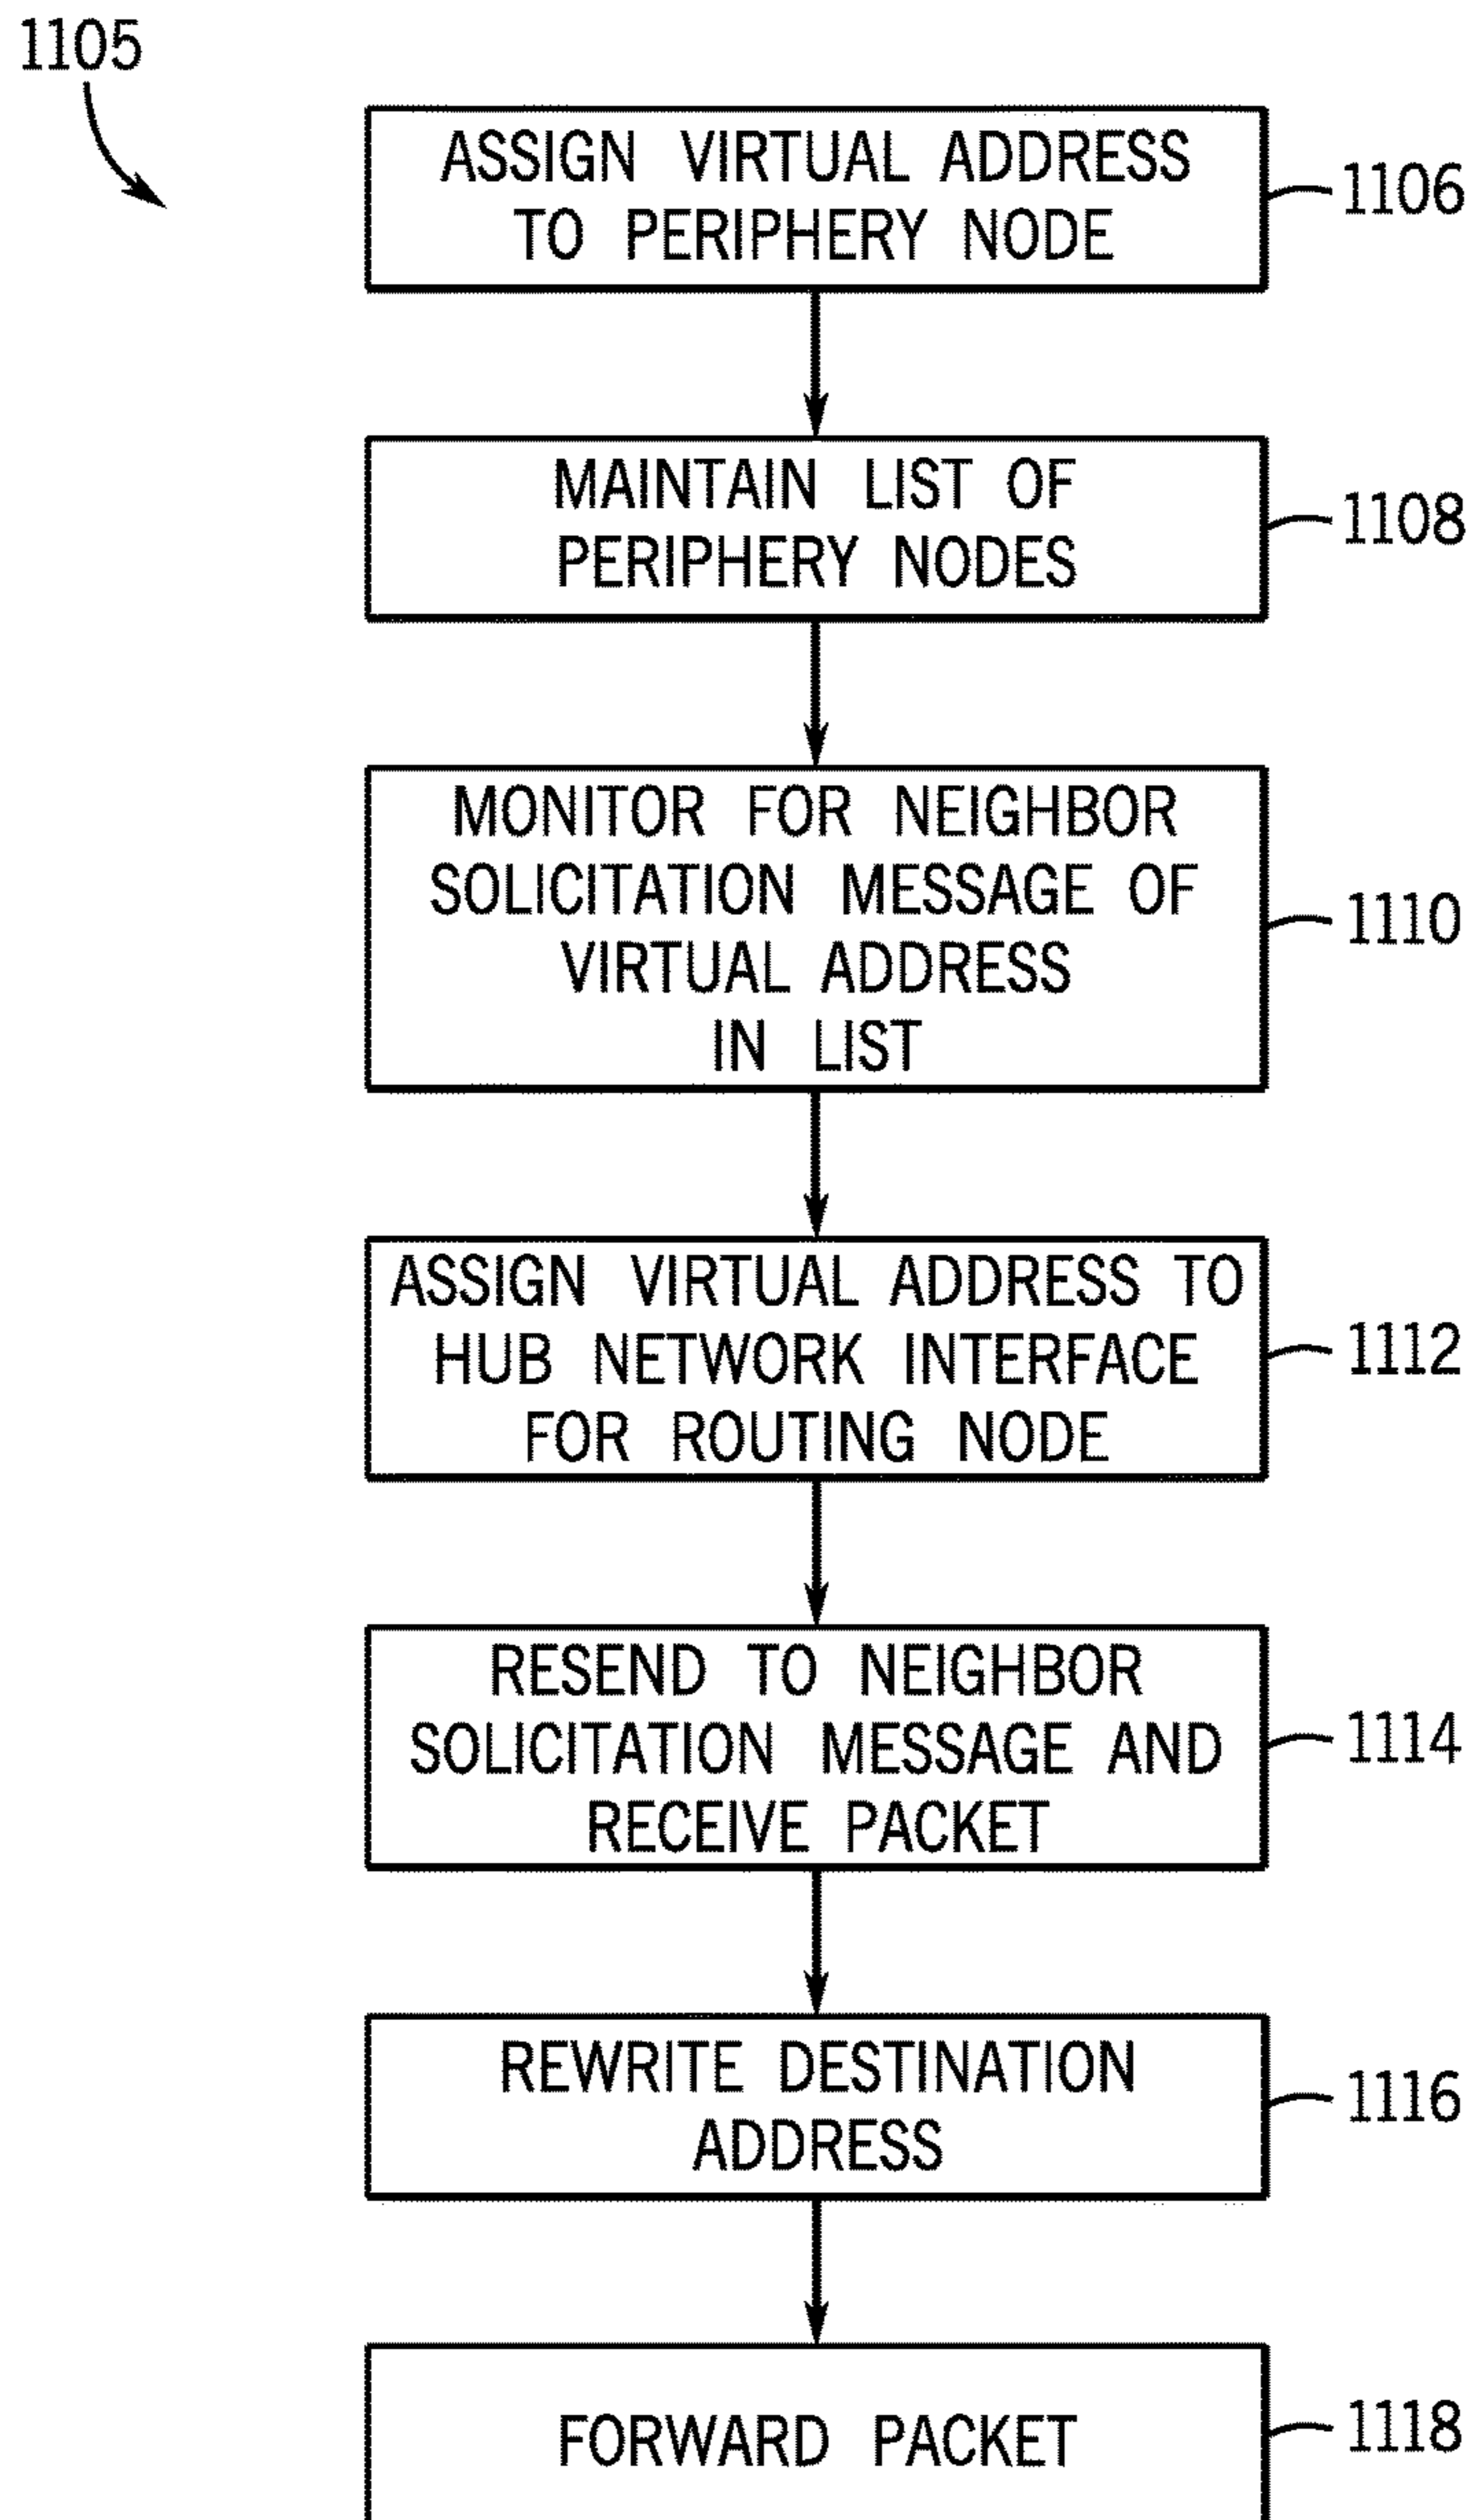 1105
ASSIGN VIRTUAL ADDRESS
TO PERIPHERY NODE
1106
MAINTAIN LIST OF
PERIPHERY NODES
1108
MONITOR FOR NEIGHBOR
SOLICITATION MESSAGE OF
VIRTUAL ADDRESS
IN LIST
1110
ASSIGN VIRTUAL ADDRESS TO
HUB NETWORK INTERFACE
FOR ROUTING NODE
1112
RESEND TO NEIGHBOR
SOLICITATION MESSAGE AND
RECEIVE PACKET
1114
REWRITE DESTINATION
ADDRESS
1116
FORWARD PACKET
1118